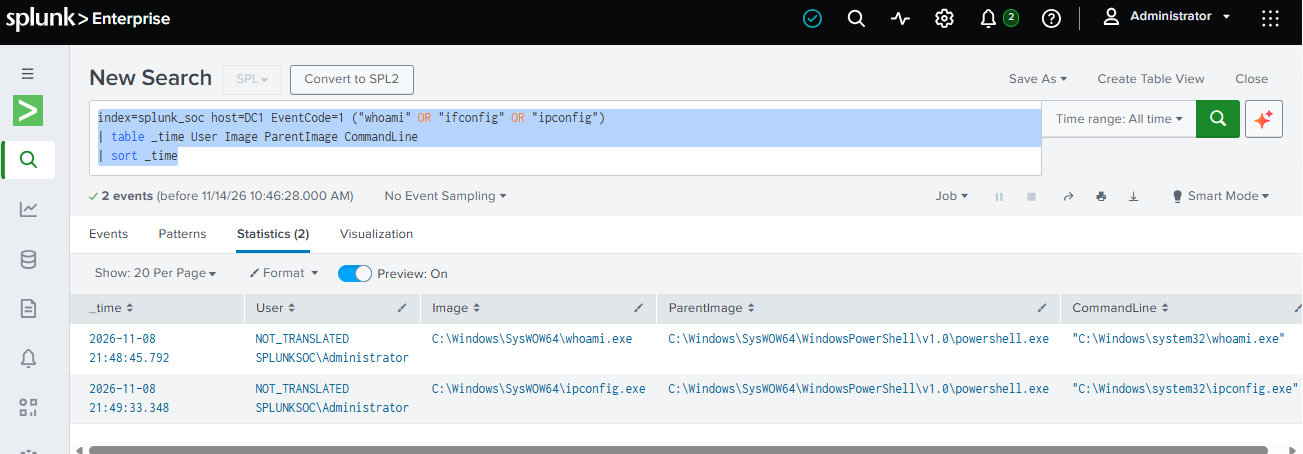 splunk> Enterprise
2
Administrator
New Search
SPL
Convert to SPL2
Save As
Create Table View
Close
index=splunk_soc host=DC1 EventCode=1 ("whoami" OR "ifconfig" OR "ipconfig")
| table _time User Image ParentImage CommandLine
| sort _time
Time range: All time
2 events (before 11/14/26 10:46:28.000 AM)
No Event Sampling
Job
Smart Mode
Events
Patterns
Statistics (2)
Visualization
Show: 20 Per Page
Format
Preview: On
_time User Image ParentImage CommandLine
2026-11-08 NOT_TRANSLATED C:\Windows\SysWOW64\whoami.exe C:\Windows\SysWOW64\WindowsPowerShell\v1.0\powershell.exe "C:\Windows\system32\whoami.exe"
21:48:45.792 SPLUNKSOC\Administrator
2026-11-08 NOT_TRANSLATED C:\Windows\SysWOW64\ipconfig.exe C:\Windows\SysWOW64\WindowsPowerShell\v1.0\powershell.exe "C:\Windows\system32\ipconfig.exe"
21:49:33.348 SPLUNKSOC\Administrator